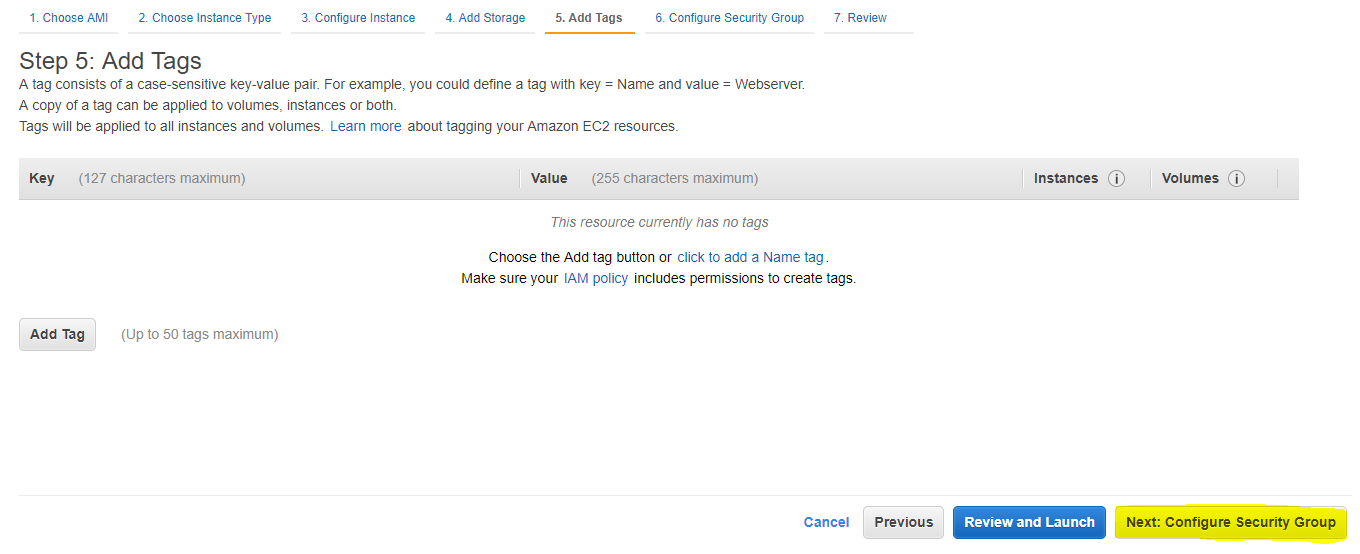 1. Choose AMI 2. Choose Instance Type 3. Configure Instance 4. Add Storage 5. Add Tags 6. Configure Security Group 7. Review
Step 5: Add Tags
A tag consists of a case-sensitive key-value pair. For example, you could define a tag with key = Name and value = Webserver.
A copy of a tag can be applied to volumes, instances or both.
Tags will be applied to all instances and volumes. Learn more about tagging your Amazon EC2 resources.
Key (127 characters maximum) Value (255 characters maximum) Instances i Volumes i
This resource currently has no tags
Choose the Add tag button or click to add a Name tag.
Make sure your IAM policy includes permissions to create tags.
Add Tag (Up to 50 tags maximum)
Cancel Previous Review and Launch Next: Configure Security Group